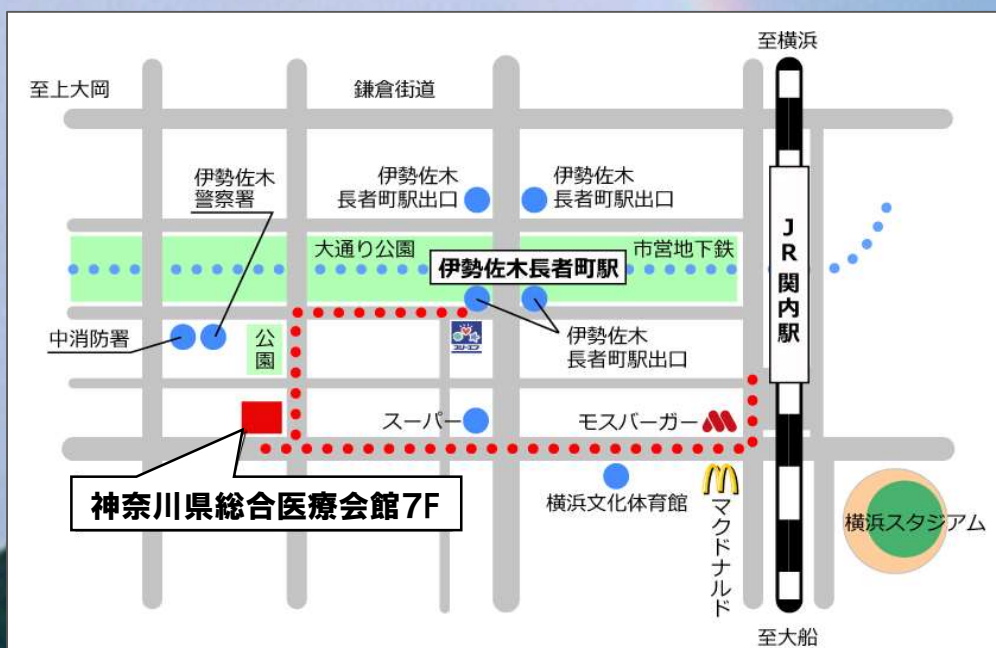 至横浜
至上大岡
鎌倉街道
伊勢佐木
警察署
伊勢佐木
長者町駅出口
伊勢佐木
長者町駅出口
大通り公園
市営地下鉄
伊勢佐木長者町駅
JR関内駅
中消防署
公園
伊勢佐木
長者町駅出口
スーパー
モスバーガー
神奈川県総合医療会館7F
横浜文化体育館
マクドナルド
横浜スタジアム
至大船